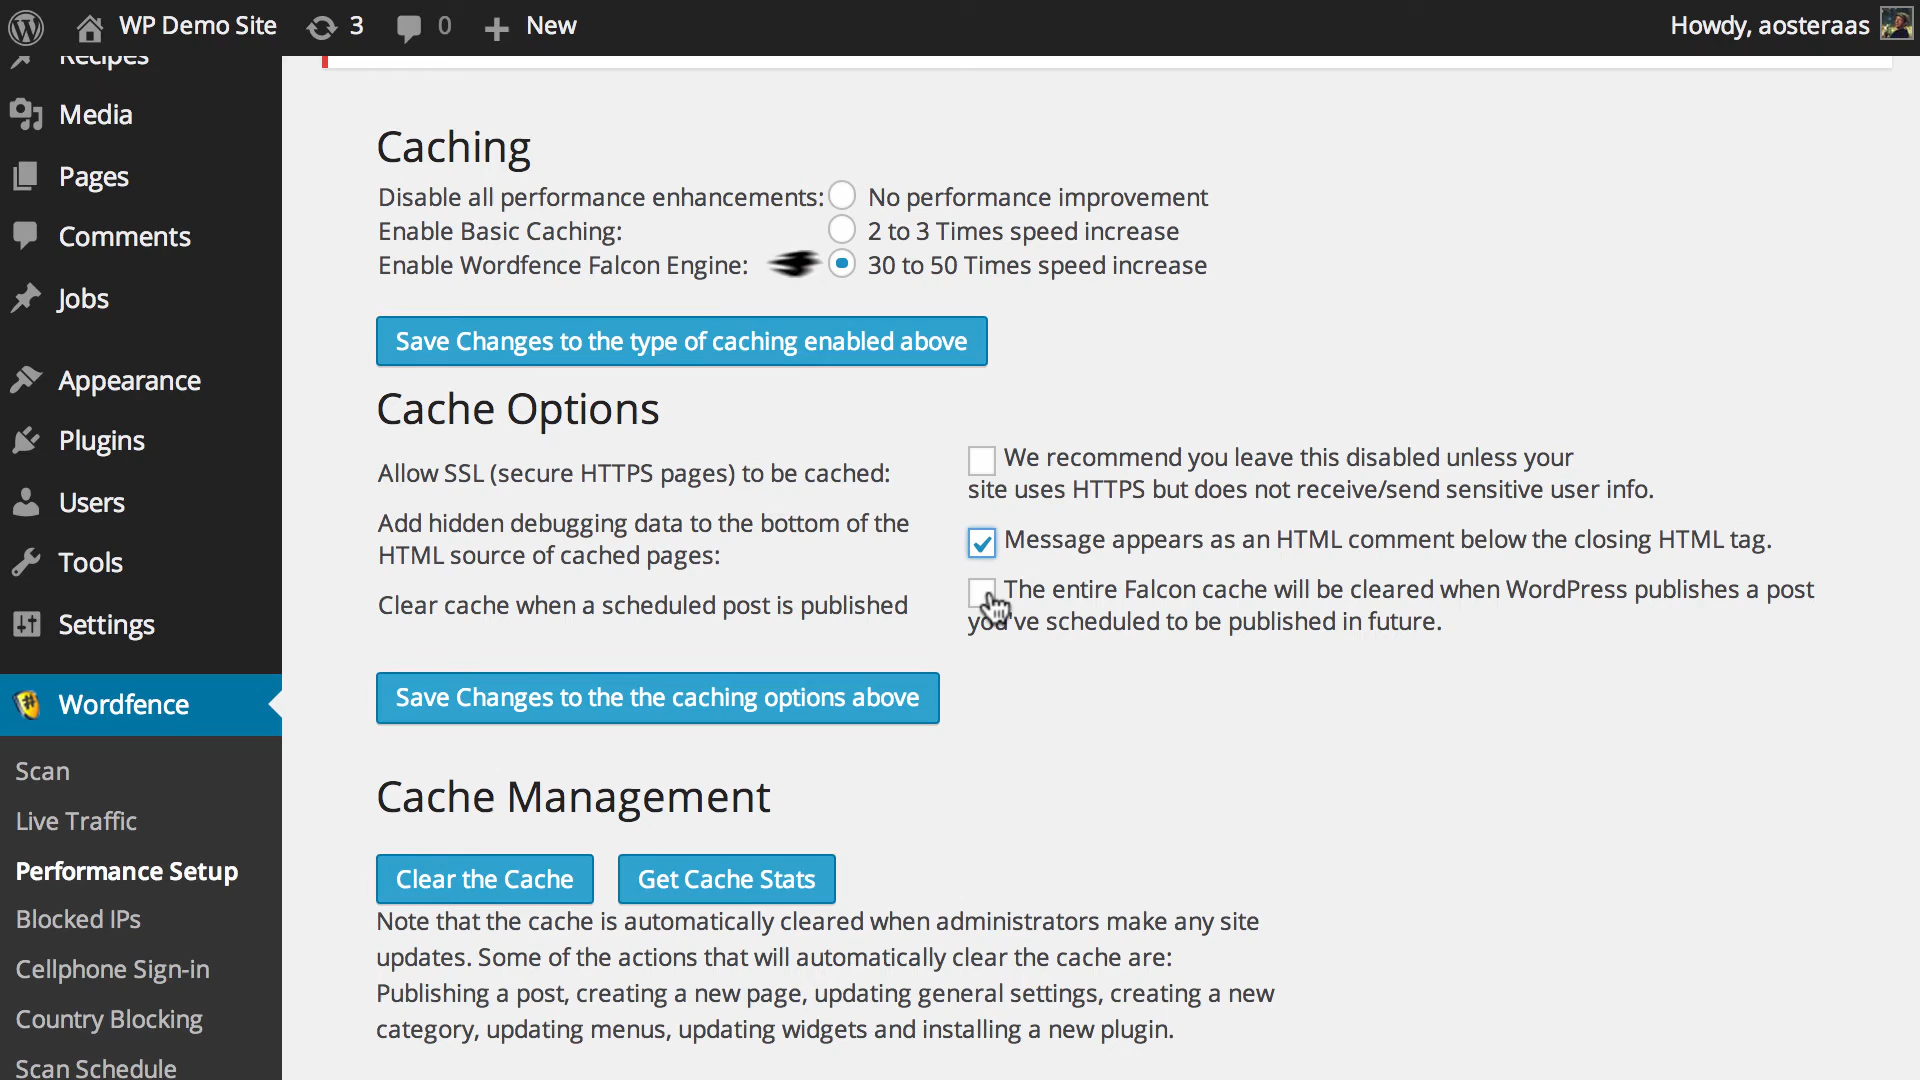 WP Demo Site 3 0 New Howdy, aosteraas
Recipes
Media
Pages
Comments
Jobs
Appearance
Plugins
Users
Tools
Settings
Wordfence
Scan
Live Traffic
Performance Setup
Blocked IPs
Cellphone Sign-in
Country Blocking
Scan Schedule
Caching
Disable all performance enhancements: No performance improvement
Enable Basic Caching: 2 to 3 Times speed increase
Enable Wordfence Falcon Engine: 30 to 50 Times speed increase
Save Changes to the type of caching enabled above
Cache Options
Allow SSL (secure HTTPS pages) to be cached:
We recommend you leave this disabled unless your
site uses HTTPS but does not receive/send sensitive user info.
Add hidden debugging data to the bottom of the
HTML source of cached pages:
Message appears as an HTML comment below the closing HTML tag.
Clear cache when a scheduled post is published
The entire Falcon cache will be cleared when WordPress publishes a post
you've scheduled to be published in future.
Save Changes to the the caching options above
Cache Management
Clear the Cache Get Cache Stats
Note that the cache is automatically cleared when administrators make any site
updates. Some of the actions that will automatically clear the cache are:
Publishing a post, creating a new page, updating general settings, creating a new
category, updating menus, updating widgets and installing a new plugin.